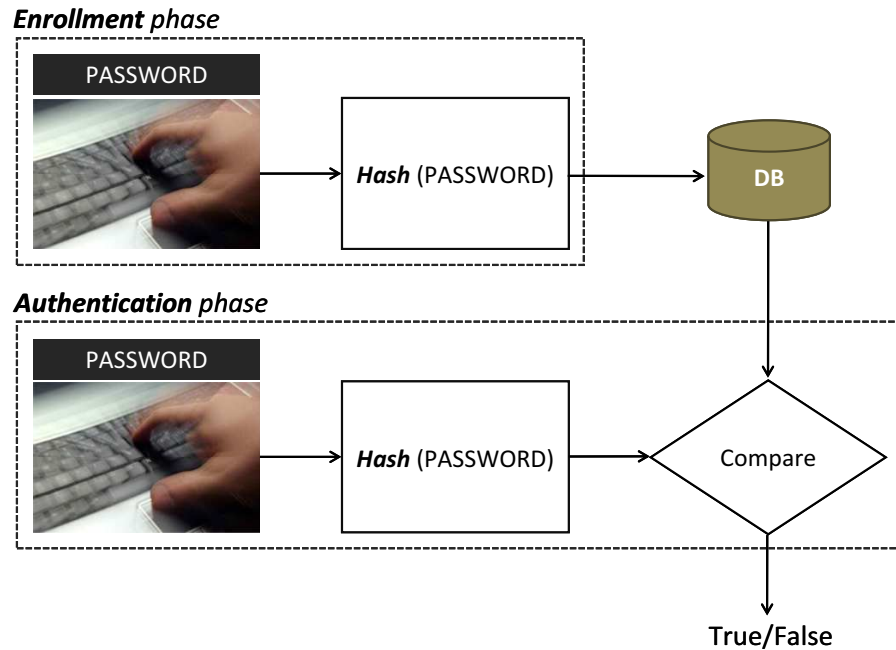 Enrollment phase
PASSWORD
Hash (PASSWORD)
DB
Authentication phase
PASSWORD
Hash (PASSWORD)
Compare
True/False